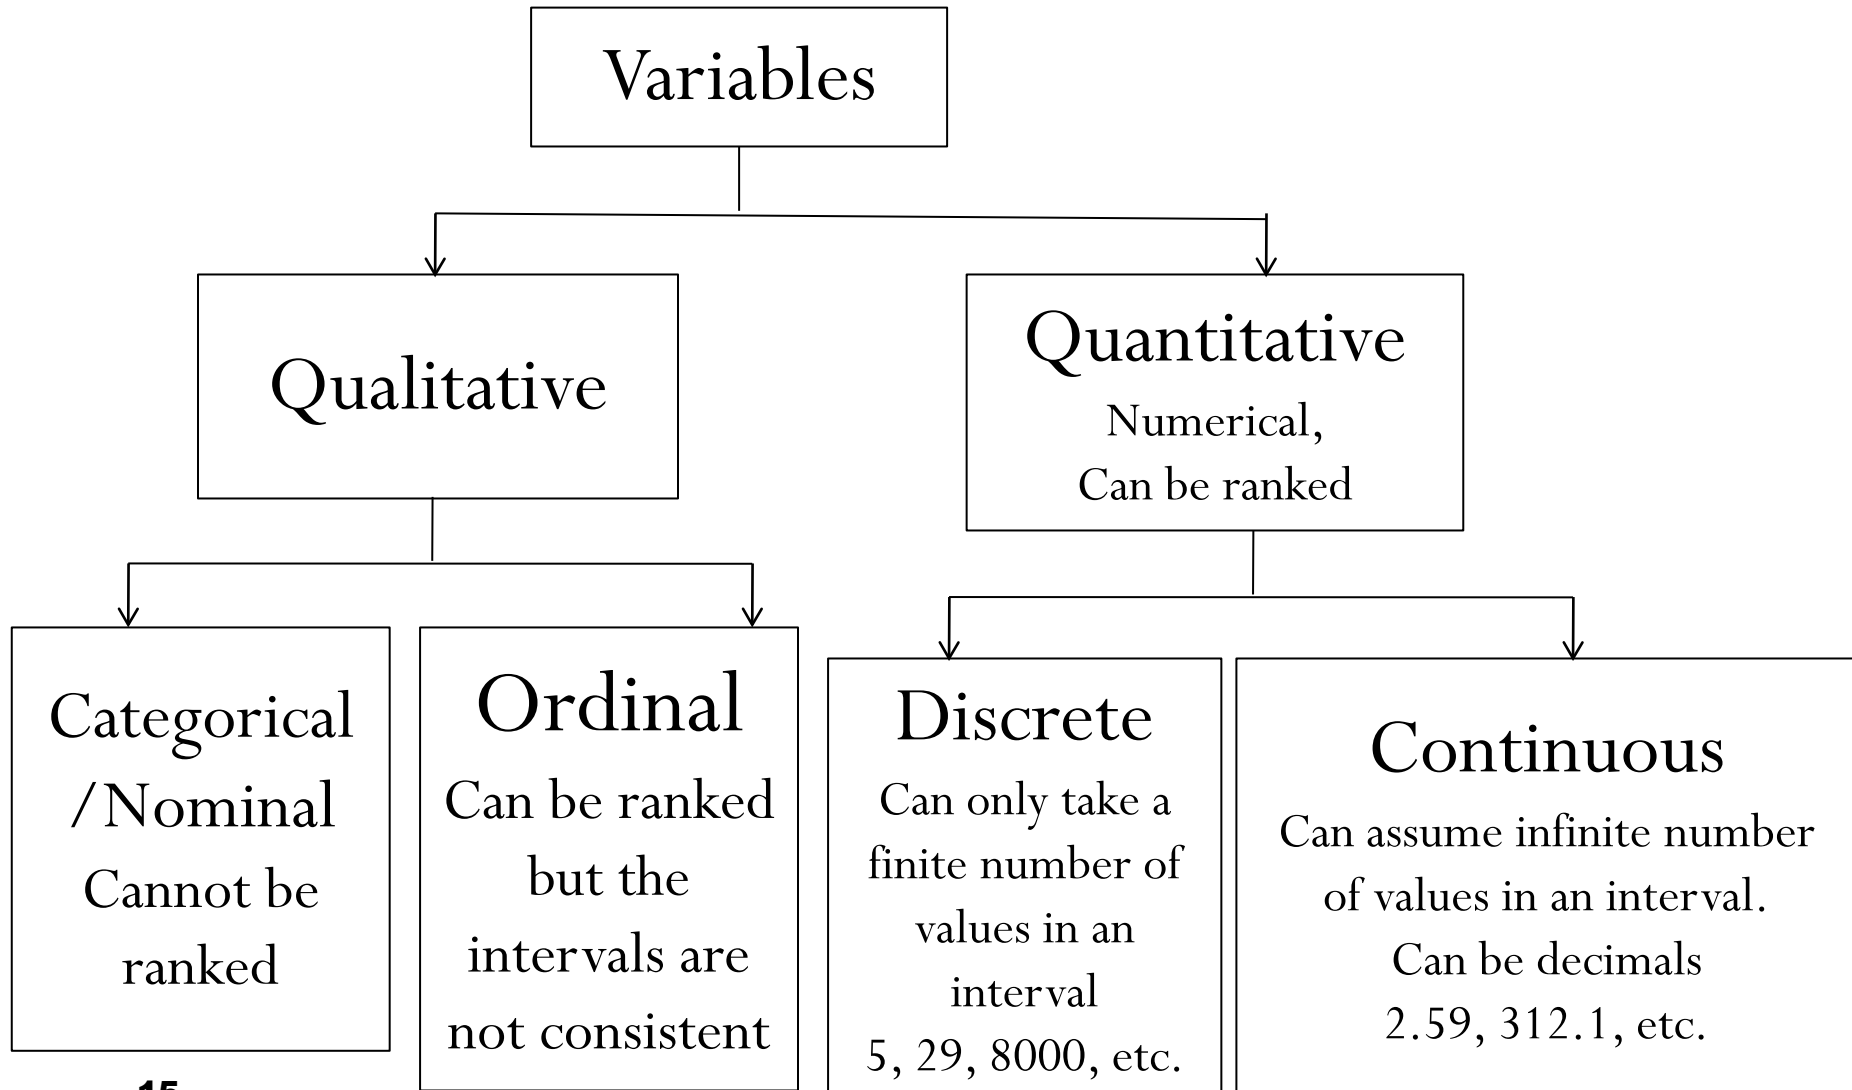 Variables
Qualitative
Quantitative
Numerical,
Can be ranked
Categorical
/Nominal
Cannot be
ranked
Ordinal
Can be ranked
but the
intervals are
not consistent
Discrete
Can only take a
finite number of
values in an
interval
5, 29, 8000, etc.
Continuous
Can assume infinite number
of values in an interval.
Can be decimals
2.59, 312.1, etc.
15